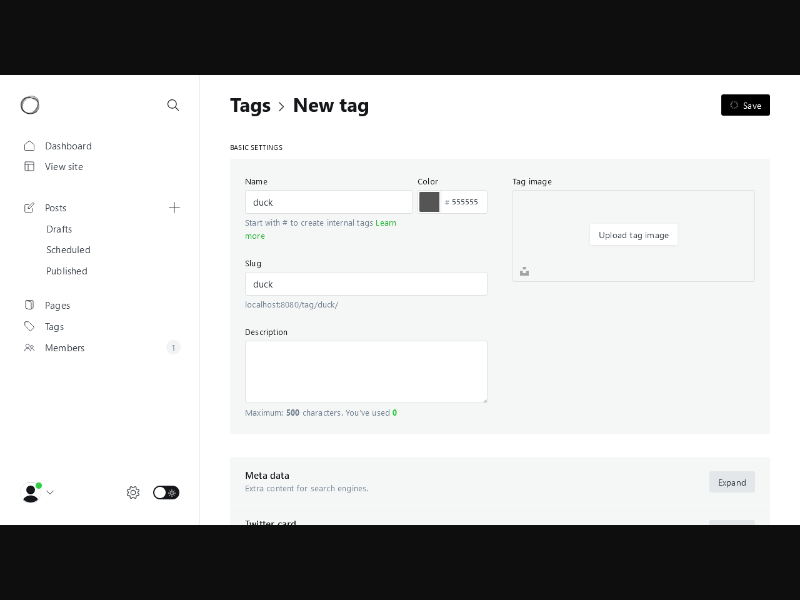 Tags > New tag
Save
Dashboard
View site
Posts
Drafts
Scheduled
Published
Pages
Tags
Members
1
BASIC SETTINGS
Name
duck
Color
# 555555
Start with # to create internal tags Learn
more
Slug
duck
localhost:8080/tag/duck/
Description
Maximum: 500 characters. You've used 0
Tag image
Upload tag image
Meta data
Extra content for search engines.
Expand
Twitter card